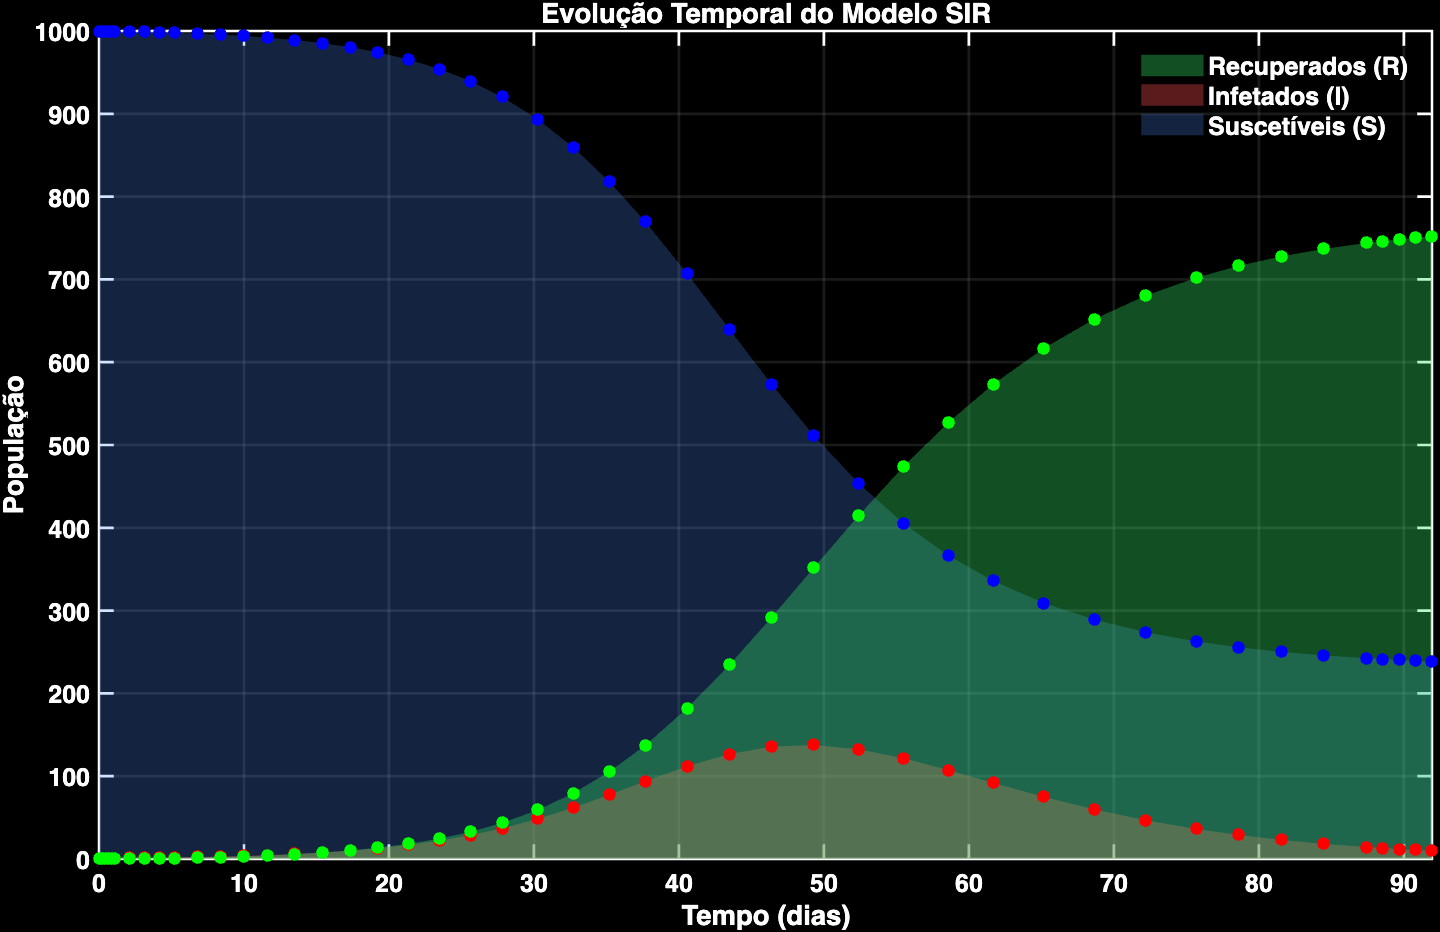 Evolução Temporal do Modelo SIR
1000
900
800
700
600
500
400
300
200
100
0
População
Recuperados (R)
Infetados (I)
Suscetíveis (S)
0 10 20 30 40 50 60 70 80 90
Tempo (dias)